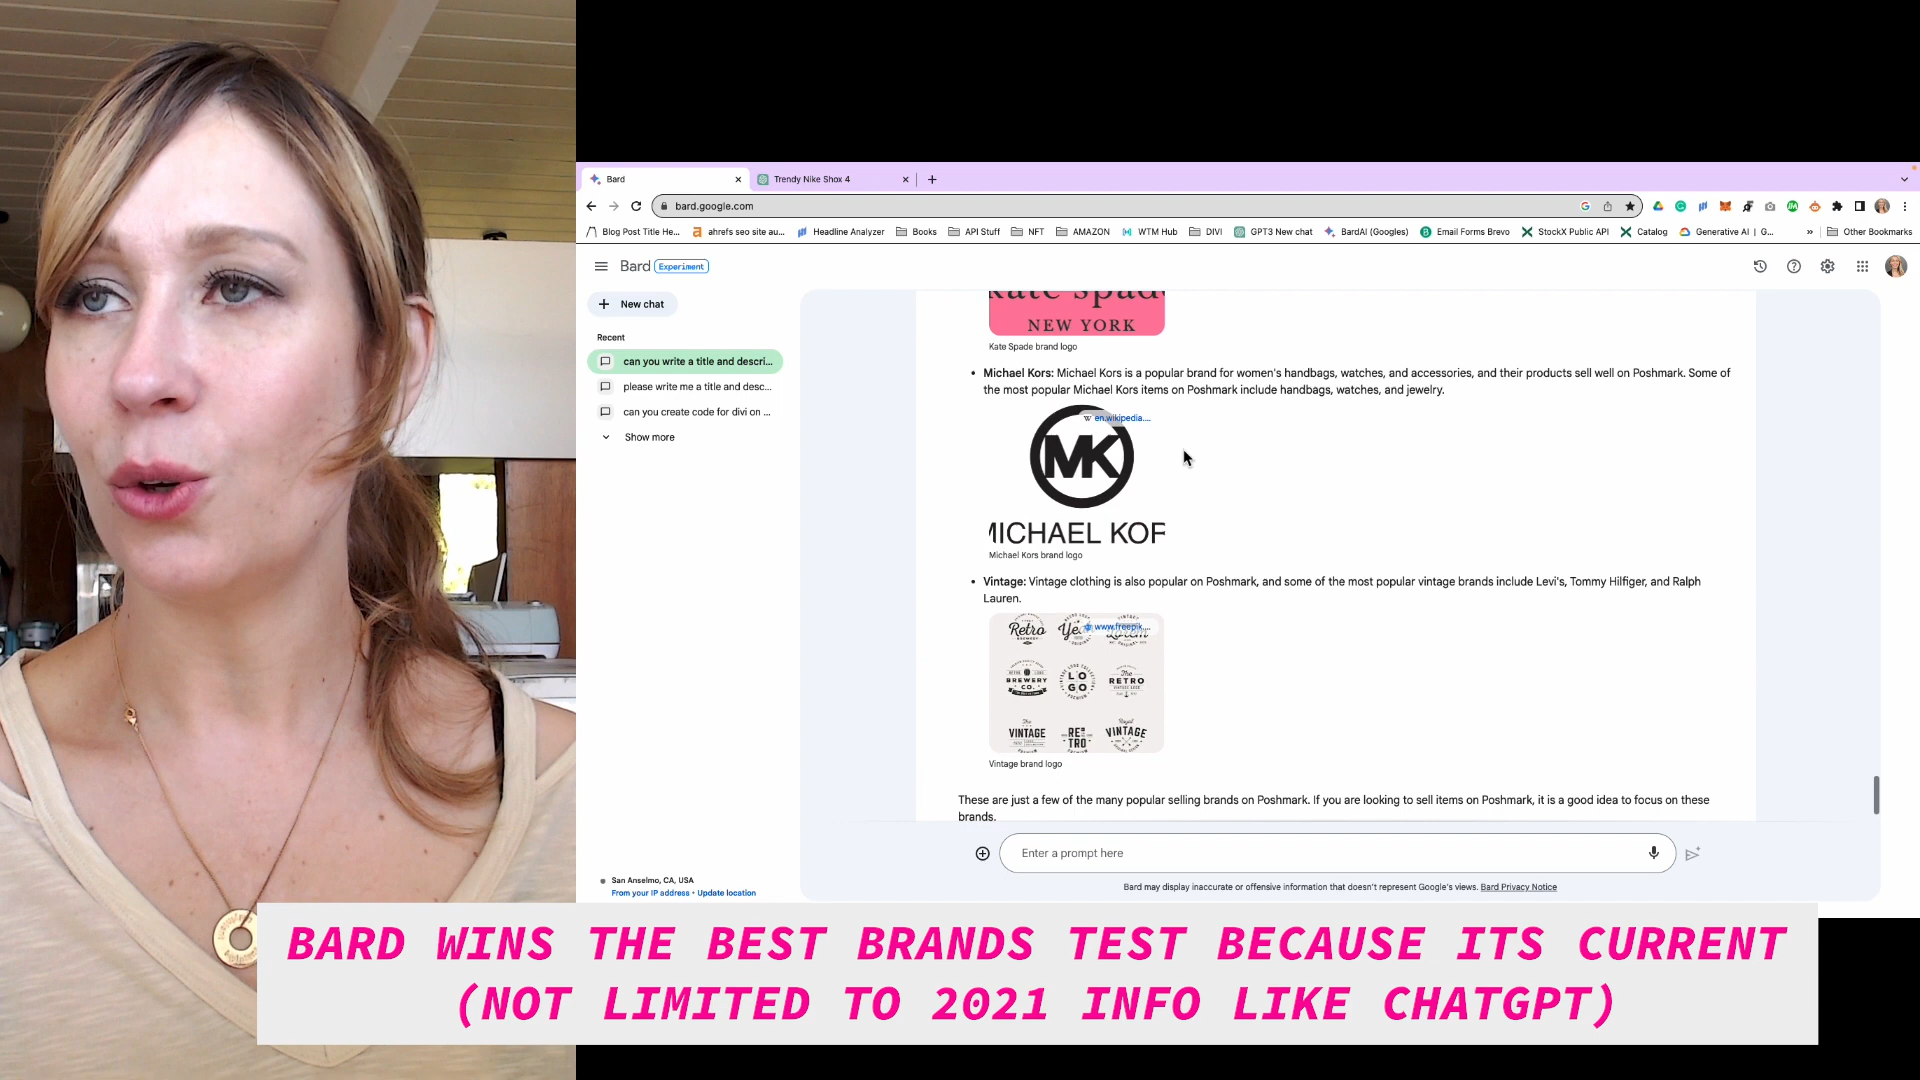 Bard
Trendy Nike Shox 4
bard.google.com
Blog Post Title He...
ahrefs seo site au...
Headline Analyzer
Books
API Stuff
NFT
AMAZON
WTM Hub
DIVI
GPT3 New chat
BardAI (Googles)
Email Forms Brevo
StockX Public API
Catalog
Generative AI | G...
»
Other Bookmarks
Bard Experiment
+ New chat
Recent
can you write a title and descri...
please write me a title and desc...
can you create code for divi on ...
Show more
kate spade
NEW YORK
Kate Spade brand logo
• Michael Kors: Michael Kors is a popular brand for women's handbags, watches, and accessories, and their products sell well on Poshmark. Some of
the most popular Michael Kors items on Poshmark include handbags, watches, and jewelry.
W en.wikipedia....
MK
MICHAEL KOR
Michael Kors brand logo
• Vintage: Vintage clothing is also popular on Poshmark, and some of the most popular vintage brands include Levi's, Tommy Hilfiger, and Ralph
Lauren.
www.freepik....
Retro
BREWERY
CO.
LO
GO
The
RETRO
The
VINTAGE
RE
TRO
Royal
VINTAGE
Vintage brand logo
These are just a few of the many popular selling brands on Poshmark. If you are looking to sell items on Poshmark, it is a good idea to focus on these
brands.
Enter a prompt here
San Anselmo, CA, USA
From your IP address • Update location
Bard may display inaccurate or offensive information that doesn't represent Google's views. Bard Privacy Notice
BARD WINS THE BEST BRANDS TEST BECAUSE ITS CURRENT
(NOT LIMITED TO 2021 INFO LIKE CHATGPT)